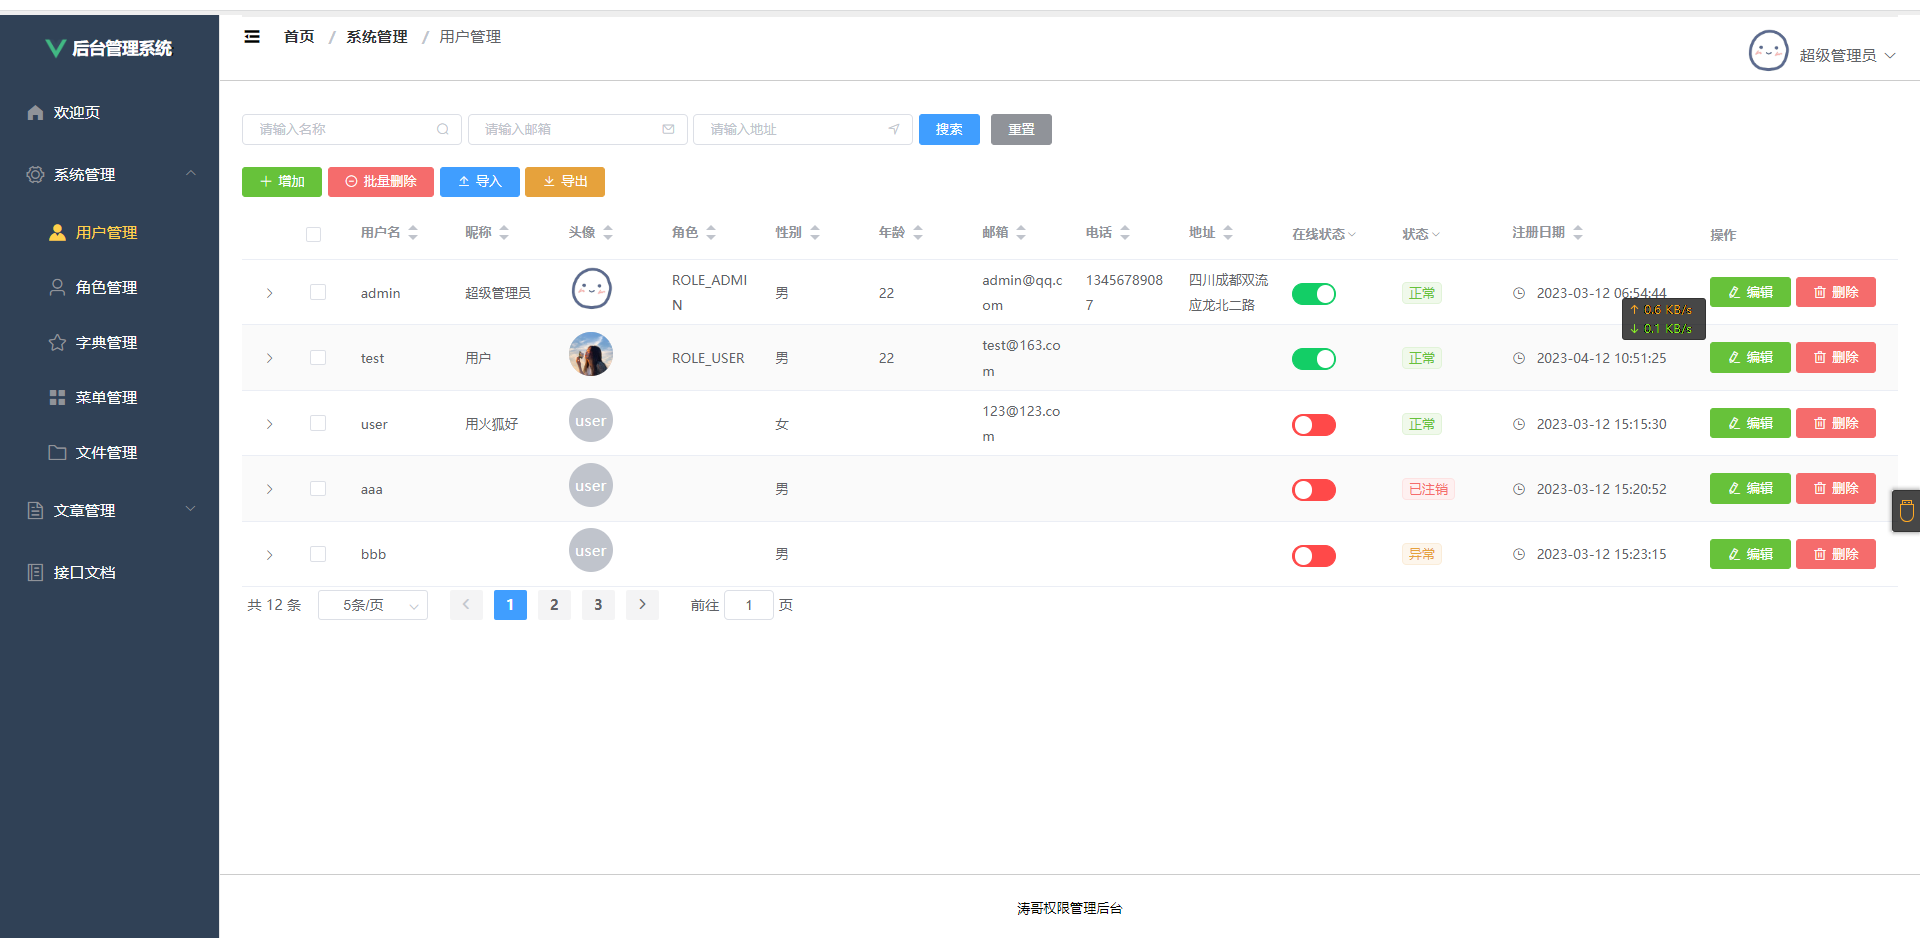 后台管理系统
首页 / 系统管理 / 用户管理
超级管理员
欢迎页
系统管理
用户管理
角色管理
字典管理
菜单管理
文件管理
文章管理
接口文档
请输入名称 请输入邮箱 请输入地址 搜索 重置
增加 批量删除 导入 导出
用户名 昵称 头像 角色 性别 年龄 邮箱 电话 地址 在线状态 状态 注册日期 操作
admin 超级管理员 ROLE_ADMI 男 22 admin@qq.c 1345678908 四川成都双流 正常 2023-03-12 06:54:44 编辑 删除
N om 7 应龙北二路
↑ 0.6 KB/s
↓ 0.1 KB/s
test 用户 ROLE_USER 男 22 test@163.co 正常 2023-04-12 10:51:25 编辑 删除
m
user 用火狐好 user 女 123@123.co 正常 2023-03-12 15:15:30 编辑 删除
m
aaa user 男 已注销 2023-03-12 15:20:52 编辑 删除
bbb user 男 异常 2023-03-12 15:23:15 编辑 删除
共 12 条 5条/页 1 2 3 前往 1 页
涛哥权限管理后台